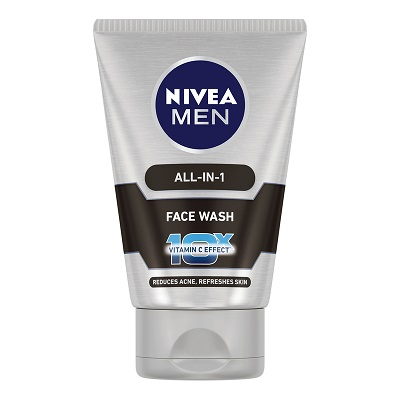 NIVEA
MEN
ALL-IN-1
FACE WASH
10X
VITAMIN C EFFECT*
REDUCES ACNE, REFRESHES SKIN